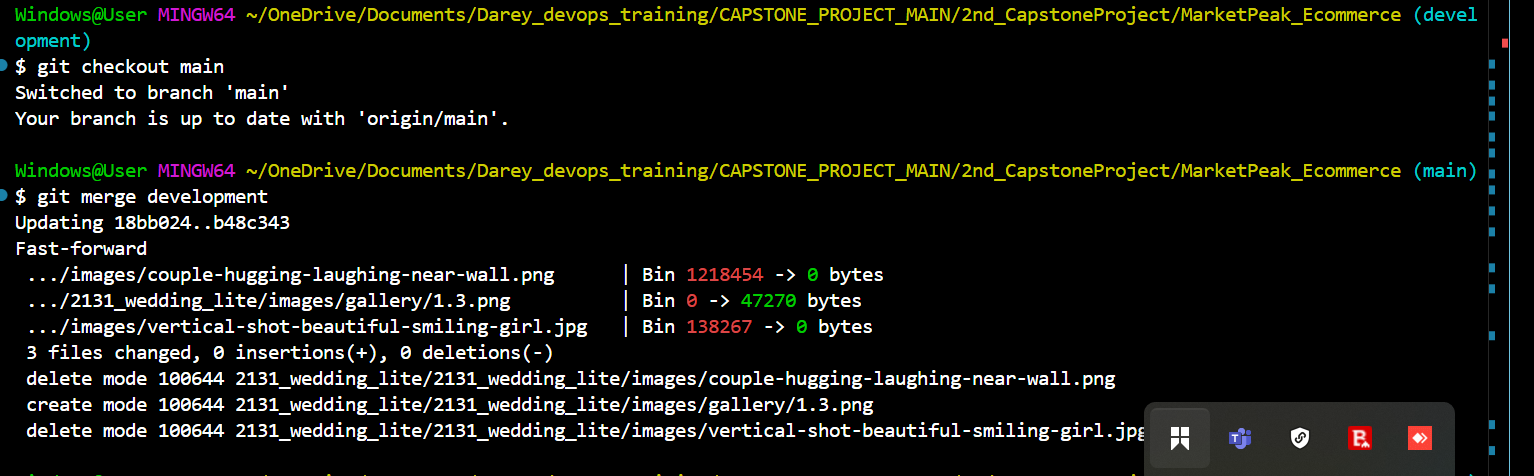 Windows@User MINGW64 ~/OneDrive/Documents/Darey_devops_training/CAPSTONE_PROJECT_MAIN/2nd_CapstoneProject/MarketPeak_Ecommerce (devel
opment)
$ git checkout main
Switched to branch 'main'
Your branch is up to date with 'origin/main'.
Windows@User MINGW64 ~/OneDrive/Documents/Darey_devops_training/CAPSTONE_PROJECT_MAIN/2nd_CapstoneProject/MarketPeak_Ecommerce (main)
$ git merge development
Updating 18bb024..b48c343
Fast-forward
.../images/couple-hugging-laughing-near-wall.png | Bin 1218454 -> 0 bytes
.../2131_wedding_lite/images/gallery/1.3.png | Bin 0 -> 47270 bytes
.../images/vertical-shot-beautiful-smiling-girl.jpg | Bin 138267 -> 0 bytes
3 files changed, 0 insertions(+), 0 deletions(-)
delete mode 100644 2131_wedding_lite/2131_wedding_lite/images/couple-hugging-laughing-near-wall.png
create mode 100644 2131_wedding_lite/2131_wedding_lite/images/gallery/1.3.png
delete mode 100644 2131_wedding_lite/2131_wedding_lite/images/vertical-shot-beautiful-smiling-girl.jpg